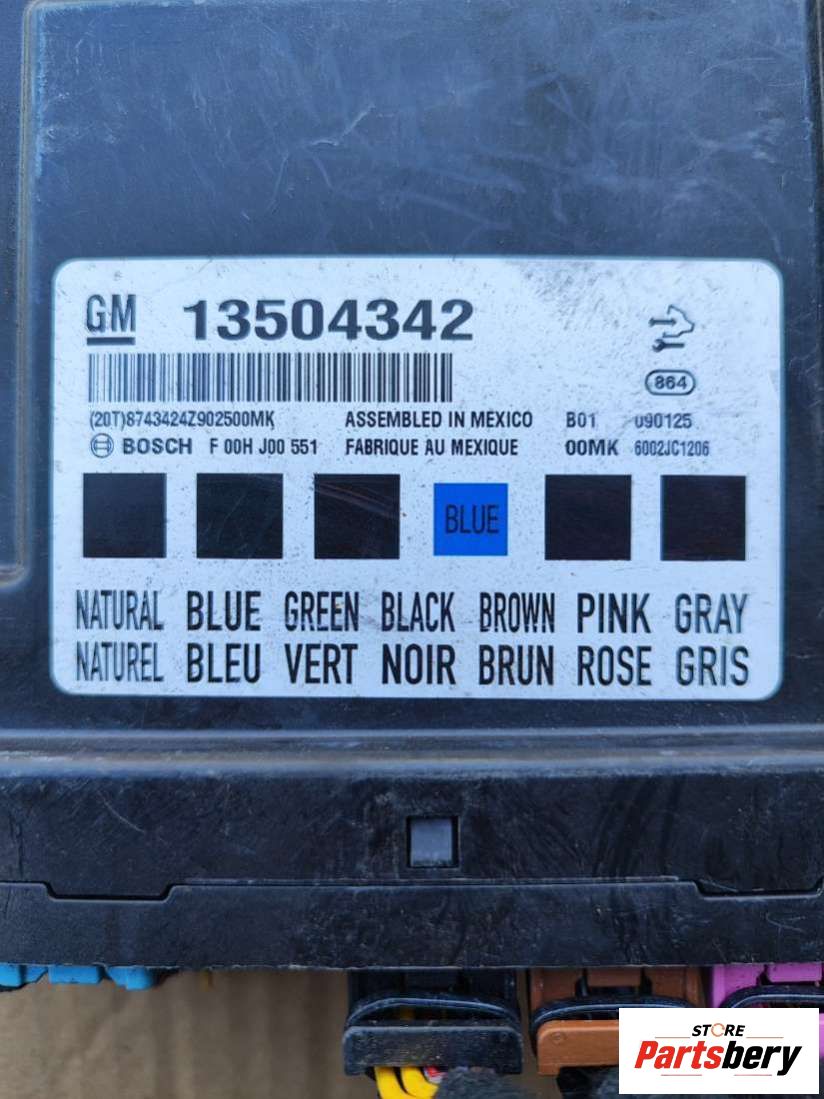 GM 13504342
864
(20T)8743424Z902500MK ASSEMBLED IN MEXICO B01 090125
BOSCH F 00H J00 551 FABRIQUE AU MEXIQUE 00MK 6002JC1206
BLUE
NATURAL BLUE GREEN BLACK BROWN PINK GRAY
NATUREL BLEU VERT NOIR BRUN ROSE GRIS
STORE
Partsbery